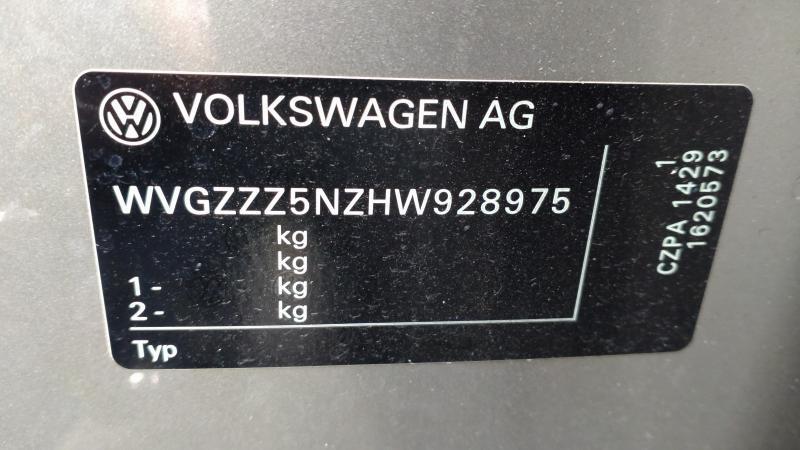 VOLKSWAGEN AG
WVGZZZ5NZHW928975
kg
kg
1- kg
2- kg
Typ
1
CZPA 1429
1620573